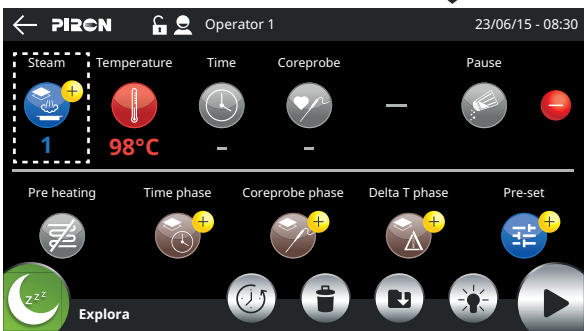 PIRON Operator 1 23/06/15 - 08:30
Steam Temperature Time Coreprobe Pause
1 98°C – –
Pre heating Time phase Coreprobe phase Delta T phase Pre-set
zzz
Explora